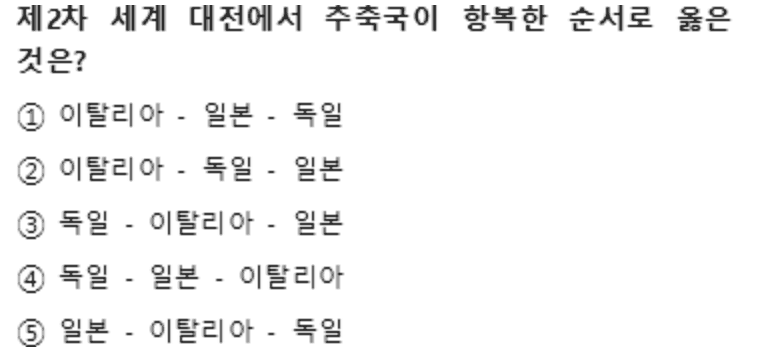 제2차 세계 대전에서 추축국이 항복한 순서로 옳은
것은?
① 이탈리아 - 일본 - 독일
② 이탈리아 - 독일 - 일본
③ 독일 - 이탈리아 - 일본
④ 독일 - 일본 - 이탈리아
⑤ 일본 - 이탈리아 - 독일